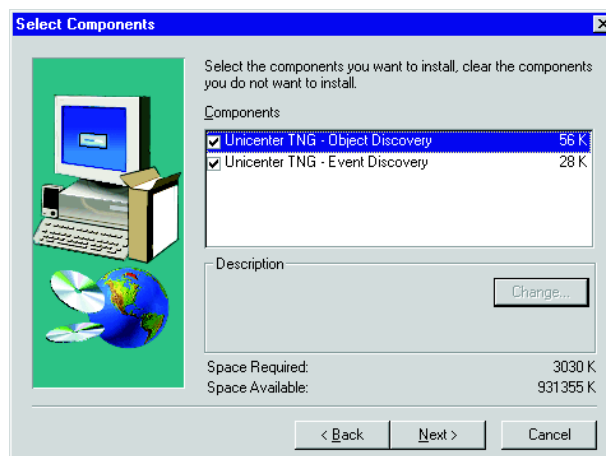 Select Components
Select the components you want to install, clear the components
you do not want to install.
Components
Unicenter TNG - Object Discovery 56 K
Unicenter TNG - Event Discovery 28 K
Description
Change...
Space Required: 3030 K
Space Available: 931355 K
< Back Next > Cancel